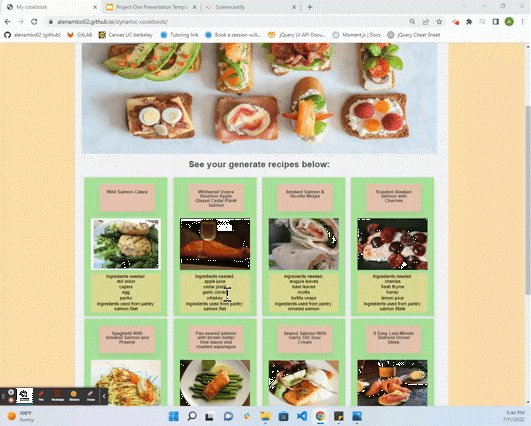 My cookbook
Project One Presentation Templa
Screencastify
alenambo02.github.io/dynamic-cookbook/
alenambo02 (github)
GitLAB
Canvas UC berkeley
Tutoring link
Book a session w/A...
jQuery UI API Docu...
Moment.js | Docs
jQuery Cheat Sheet
See your generate recipes below:
Wild Salmon Cakes
Ingredients needed
red onion
capers
egg
panko
Ingredients used from pantry
salmon fillet
Wildwood Ovens
Bourbon Apple
Glazed Cedar Plank
Salmon
Ingredients needed
apple juice
cedar plank
garlic cloves
whiskey
Ingredients used from pantry
salmon filet
Smoked Salmon &
Ricotta Wraps
Ingredients needed
arugula leaves
basil leaves
ricotta
tortilla wraps
Ingredients used from pantry
smoked salmon
Roasted Alaskan
Salmon with
Cherries
Ingredients needed
cherries
fresh thyme
honey
lemon juice
Ingredients used from pantry
salmon fillets
Spaghetti With
Smoked Salmon and
Prawns
Pan-seared salmon
with brown butter
lime sauce and
roasted asparagus
Seared Salmon With
Garlic Dill Sour
Cream
9 Easy Last-Minute
Seafood Dinner
Ideas
100°F
Sunny
5:44 PM
7/11/2022